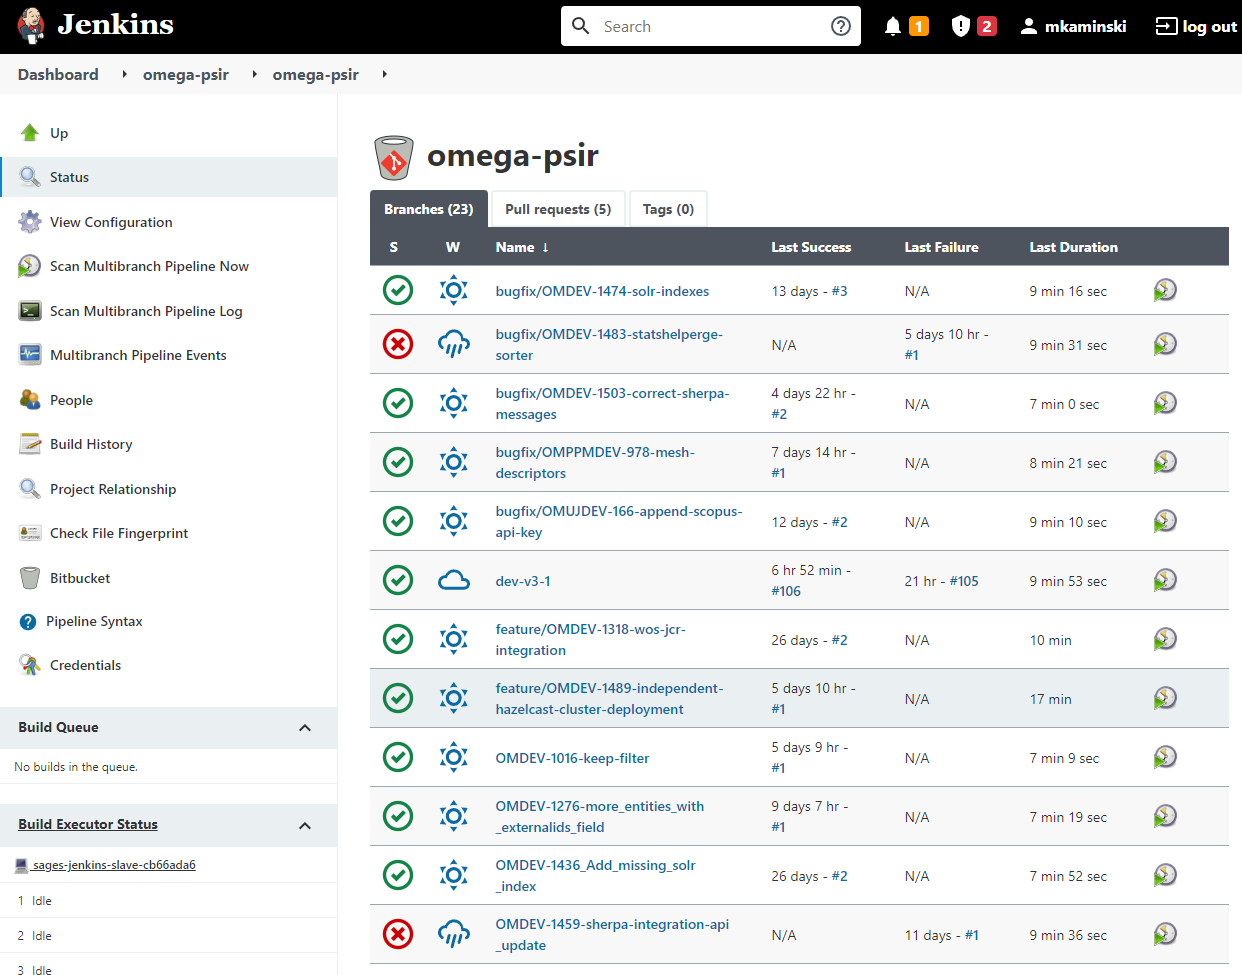 Jenkins
Search
1
2
mkaminski
log out
Dashboard
omega-psir
omega-psir
Up
Status
View Configuration
Scan Multibranch Pipeline Now
Scan Multibranch Pipeline Log
Multibranch Pipeline Events
People
Build History
Project Relationship
Check File Fingerprint
Bitbucket
Pipeline Syntax
Credentials
Build Queue
No builds in the queue.
Build Executor Status
sages-jenkins-slave-cb66ada6
1 Idle
2 Idle
3 Idle
omega-psir
Branches (23)
Pull requests (5)
Tags (0)
S W Name ↓ Last Success Last Failure Last Duration
bugfix/OMDEV-1474-solr-indexes 13 days - #3 N/A 9 min 16 sec
bugfix/OMDEV-1483-statshelperge-
sorter
N/A
5 days 10 hr -
#1
9 min 31 sec
bugfix/OMDEV-1503-correct-sherpa-
messages
4 days 22 hr -
#2
N/A
7 min 0 sec
bugfix/OMPPMDEV-978-mesh-
descriptors
7 days 14 hr -
#1
N/A
8 min 21 sec
bugfix/OMUJDEV-166-append-scopus-
api-key
12 days - #2
N/A
9 min 10 sec
dev-v3-1
6 hr 52 min -
#106
21 hr - #105
9 min 53 sec
feature/OMDEV-1318-wos-jcr-
integration
26 days - #2
N/A
10 min
feature/OMDEV-1489-independent-
hazelcast-cluster-deployment
5 days 10 hr -
#1
N/A
17 min
OMDEV-1016-keep-filter
5 days 9 hr -
#1
N/A
7 min 9 sec
OMDEV-1276-more_entities_with
_externalids_field
9 days 7 hr -
#1
N/A
7 min 19 sec
OMDEV-1436_Add_missing_solr
_index
26 days - #2
N/A
7 min 52 sec
OMDEV-1459-sherpa-integration-api
_update
N/A
11 days - #1
9 min 36 sec